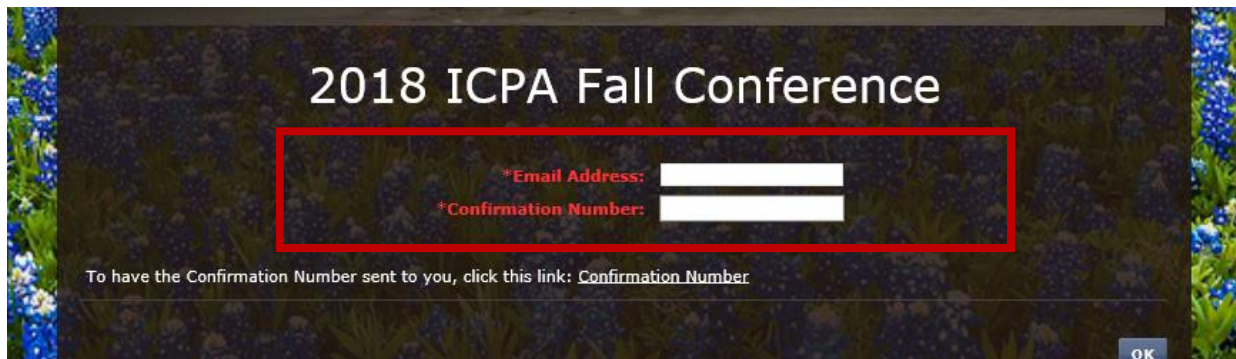 2018 ICPA Fall Conference
*Email Address:
*Confirmation Number:
To have the Confirmation Number sent to you, click this link: Confirmation Number
OK